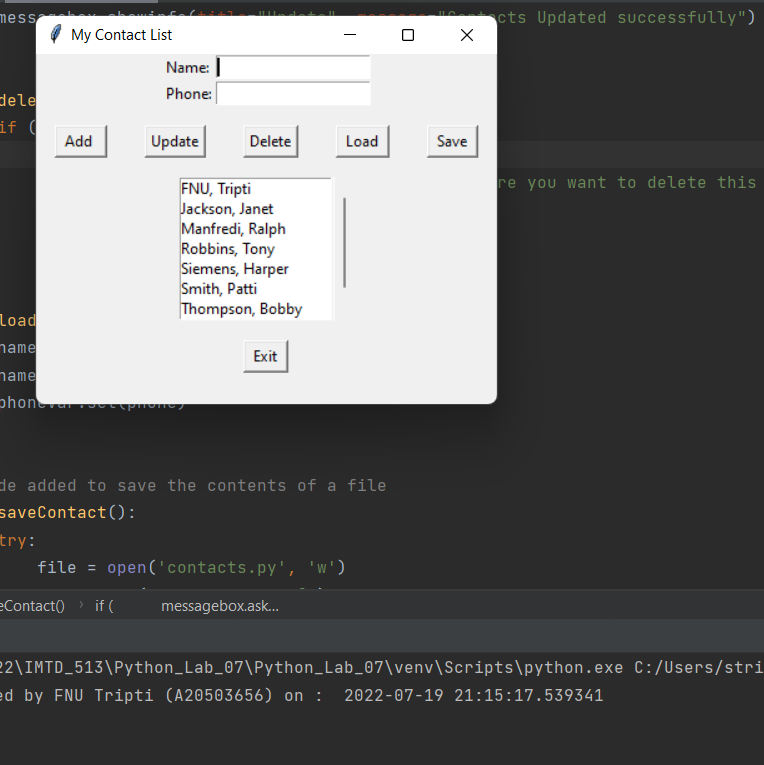 messagebox.showinfo(title="Update", message="Contacts Updated successfully")
My Contact List
Name:
Phone:
dele
if (
Add Update Delete Load Save
re you want to delete this
FNU, Tripti
Jackson, Janet
Manfredi, Ralph
Robbins, Tony
Siemens, Harper
Smith, Patti
Thompson, Bobby
load
name
name
Exit
phoneVar.set(phone)
de added to save the contents of a file
saveContact():
try:
file = open('contacts.py', 'w')
eContact() › if ( messagebox.ask...
22\IMTD_513\Python_Lab_07\Python_Lab_07\venv\Scripts\python.exe C:/Users/stri
ed by FNU Tripti (A20503656) on : 2022-07-19 21:15:17.539341